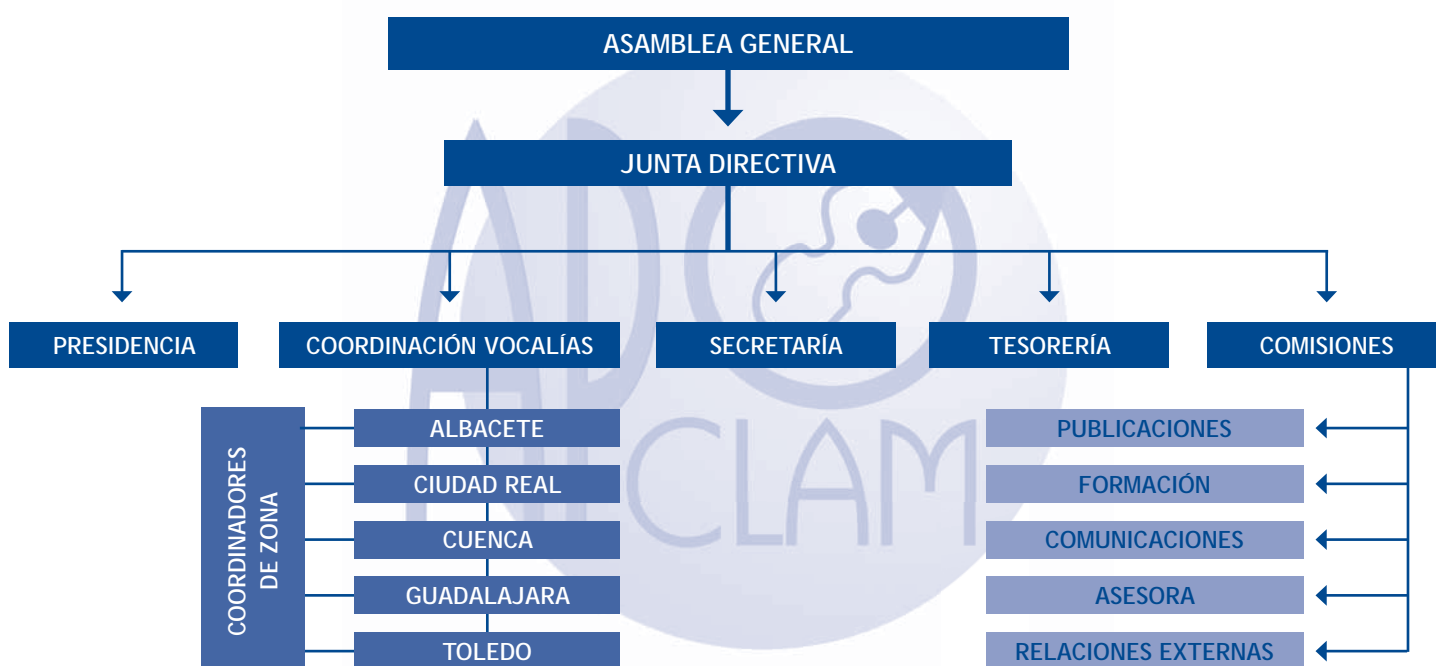 ASAMBLEA GENERAL
JUNTA DIRECTIVA
PRESIDENCIA
COORDINACIÓN VOCALÍAS
SECRETARÍA
TESORERÍA
COMISIONES
COORDINADORES
DE ZONA
ALBACETE
CIUDAD REAL
CUENCA
GUADALAJARA
TOLEDO
PUBLICACIONES
FORMACIÓN
COMUNICACIONES
ASESORA
RELACIONES EXTERNAS
APO
CLAM